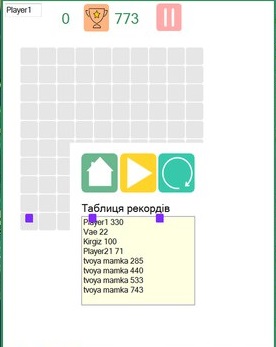 Player1
0 773
Таблиця рекордів
Player1 330
Vae 22
Kirgiz 100
Player21 71
tvoya mamka 285
tvoya mamka 440
tvoya mamka 533
tvoya mamka 743